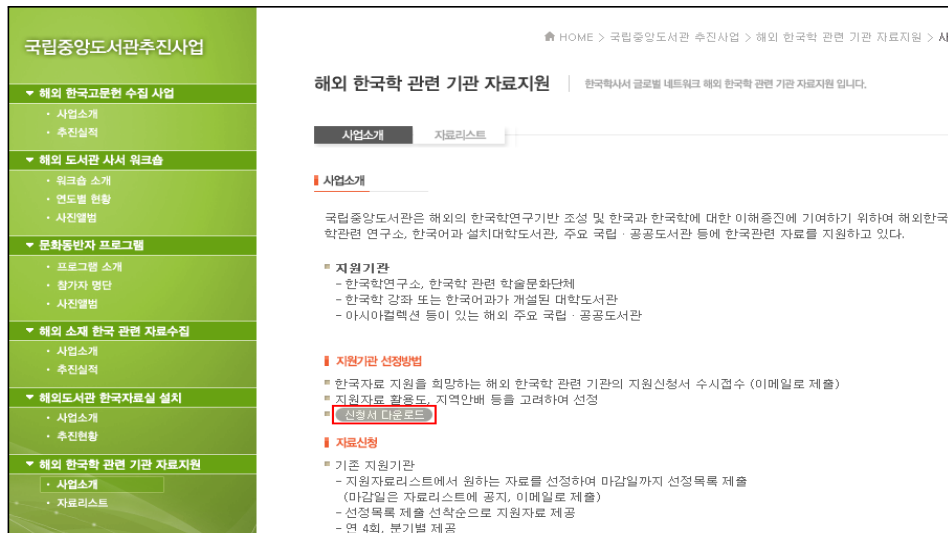 국립중앙도서관추진사업
해외 한국고문헌 수집 사업
사업소개
추진실적
해외 도서관 사서 워크숍
워크숍 소개
연도별 현황
사진앨범
문화동반자 프로그램
프로그램 소개
참가자 명단
사진앨범
해외 소재 한국 관련 자료수집
사업소개
추진실적
해외도서관 한국자료실 설치
사업소개
추진현황
해외 한국학 관련 기관 자료지원
사업소개
자료리스트
HOME > 국립중앙도서관 추진사업 > 해외 한국학 관련 기관 자료지원 >
해외 한국학 관련 기관 자료지원
한국학사서 글로벌 네트워크 해외 한국학 관련 기관 자료지원 입니다.
사업소개 자료리스트
사업소개
국립중앙도서관은 해외의 한국학연구기반 조성 및 한국과 한국학에 대한 이해증진에 기여하기 위하여 해외한국
학관련 연구소, 한국어과 설치대학도서관, 주요 국립ㆍ공공도서관 등에 한국관련 자료를 지원하고 있다.
지원기관
- 한국학연구소, 한국학 관련 학술문화단체
- 한국학 강좌 또는 한국어과가 개설된 대학도서관
- 아시아컬렉션 등이 있는 해외 주요 국립ㆍ공공도서관
지원기관 선정방법
한국자료 지원을 희망하는 해외 한국학 관련 기관의 지원신청서 수시접수 (이메일로 제출)
지원자료 활용도, 지역안배 등을 고려하여 선정
신청서 다운로드
자료신청
기존 지원기관
- 지원자료리스트에서 원하는 자료를 선정하여 마감일까지 선정목록 제출
(마감일은 자료리스트에 공지, 이메일로 제출)
- 선정목록 제출 선착순으로 지원자료 제공
- 연 4회, 분기별 제공